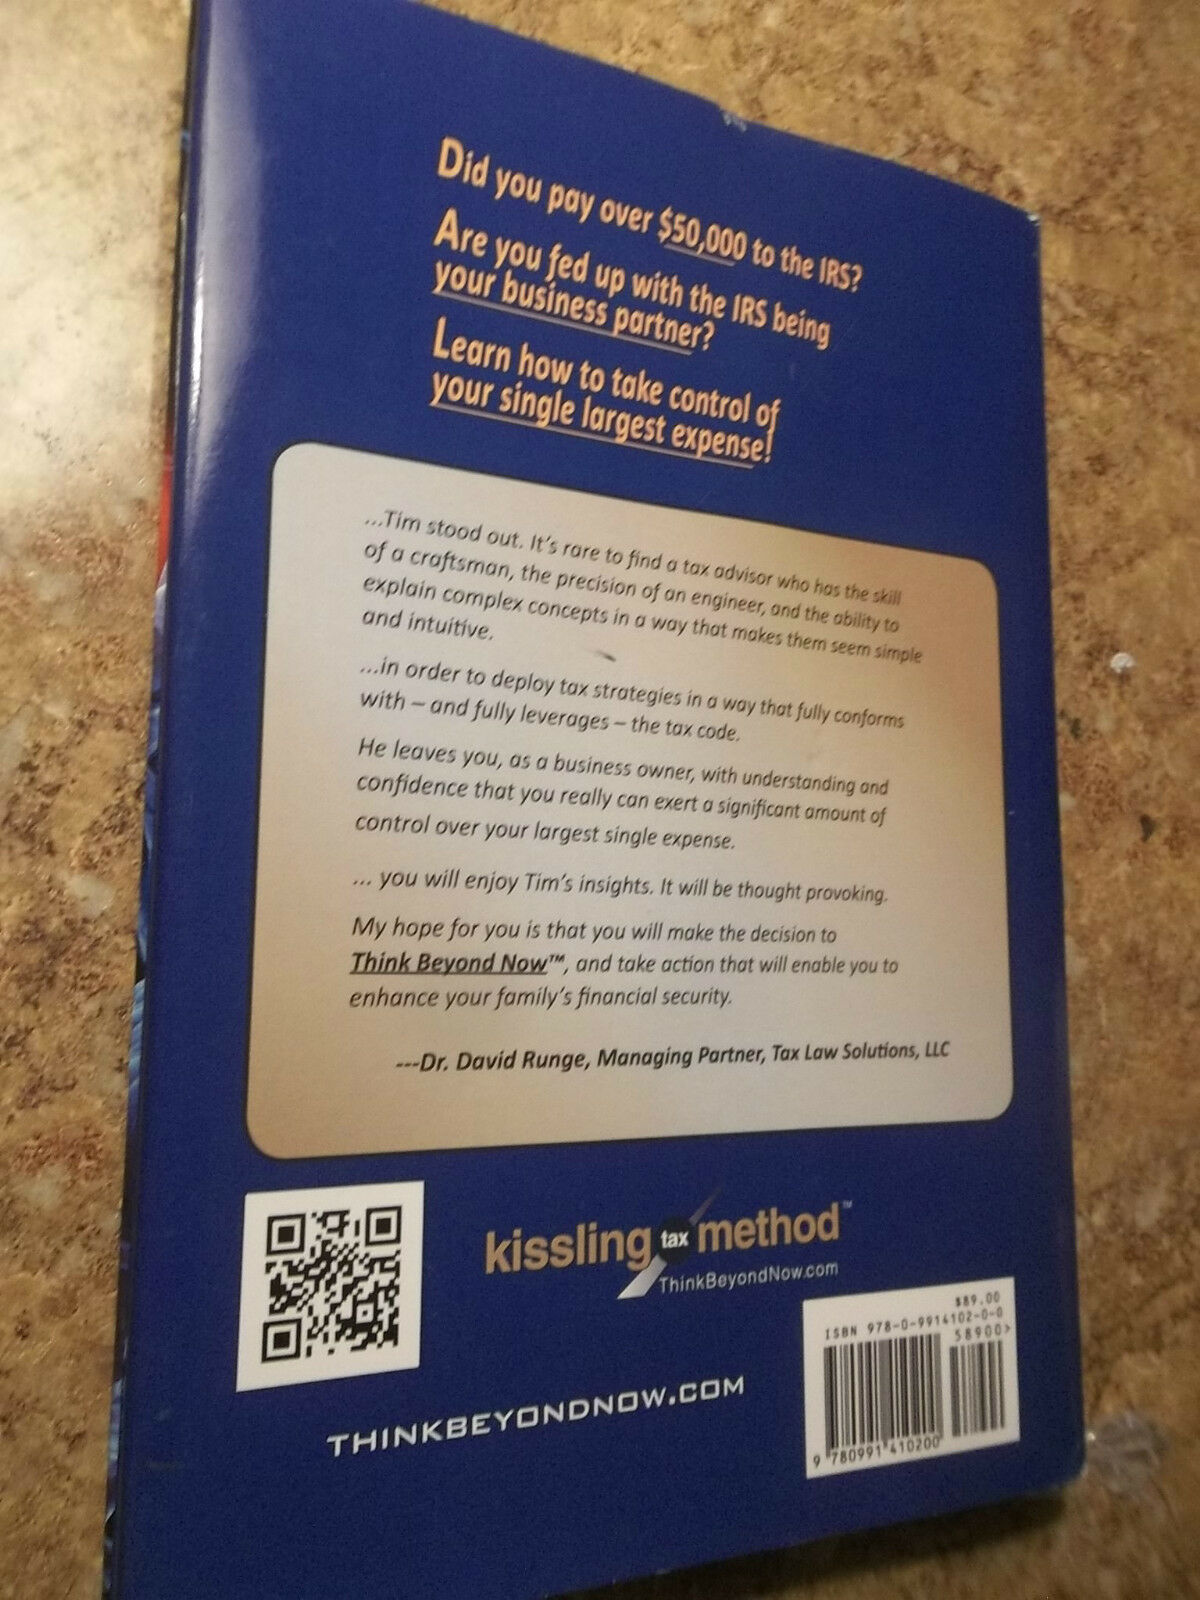 Did you pay over $50,000 to the IRS?
Are you fed up with the IRS being
your business partner?
Learn how to take control of
your single largest expense!
...Tim stood out. It's rare to find a tax advisor who has the skill
of a craftsman, the precision of an engineer, and the ability to
explain complex concepts in a way that makes them seem simple
and intuitive.
...in order to deploy tax strategies in a way that fully conforms
with – and fully leverages – the tax code.
He leaves you, as a business owner, with understanding and
confidence that you really can exert a significant amount of
control over your largest single expense.
... you will enjoy Tim's insights. It will be thought provoking.
My hope for you is that you will make the decision to
Think Beyond Now™, and take action that will enable you to
enhance your family's financial security.
---Dr. David Runge, Managing Partner, Tax Law Solutions, LLC
kissling tax method™
ThinkBeyondNow.com
THINKBEYONDNOW.COM
$89.00
ISBN 978-0-9914102-0-0
58900>
9 780991 410200